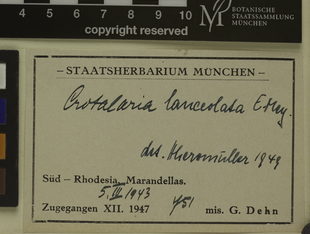 4 5 6 7 8 9 10
copyright reserved
BOTANISCHE
STAATSSAMMLUNG
MÜNCHEN
– STAATSHERBARIUM MÜNCHEN –
Crotalaria lanceolata E. Mey.
det. Merxmüller 1949
Süd – Rhodesia, Marandellas.
5. III 1943
Zugegangen XII. 1947 mis. G. Dehn